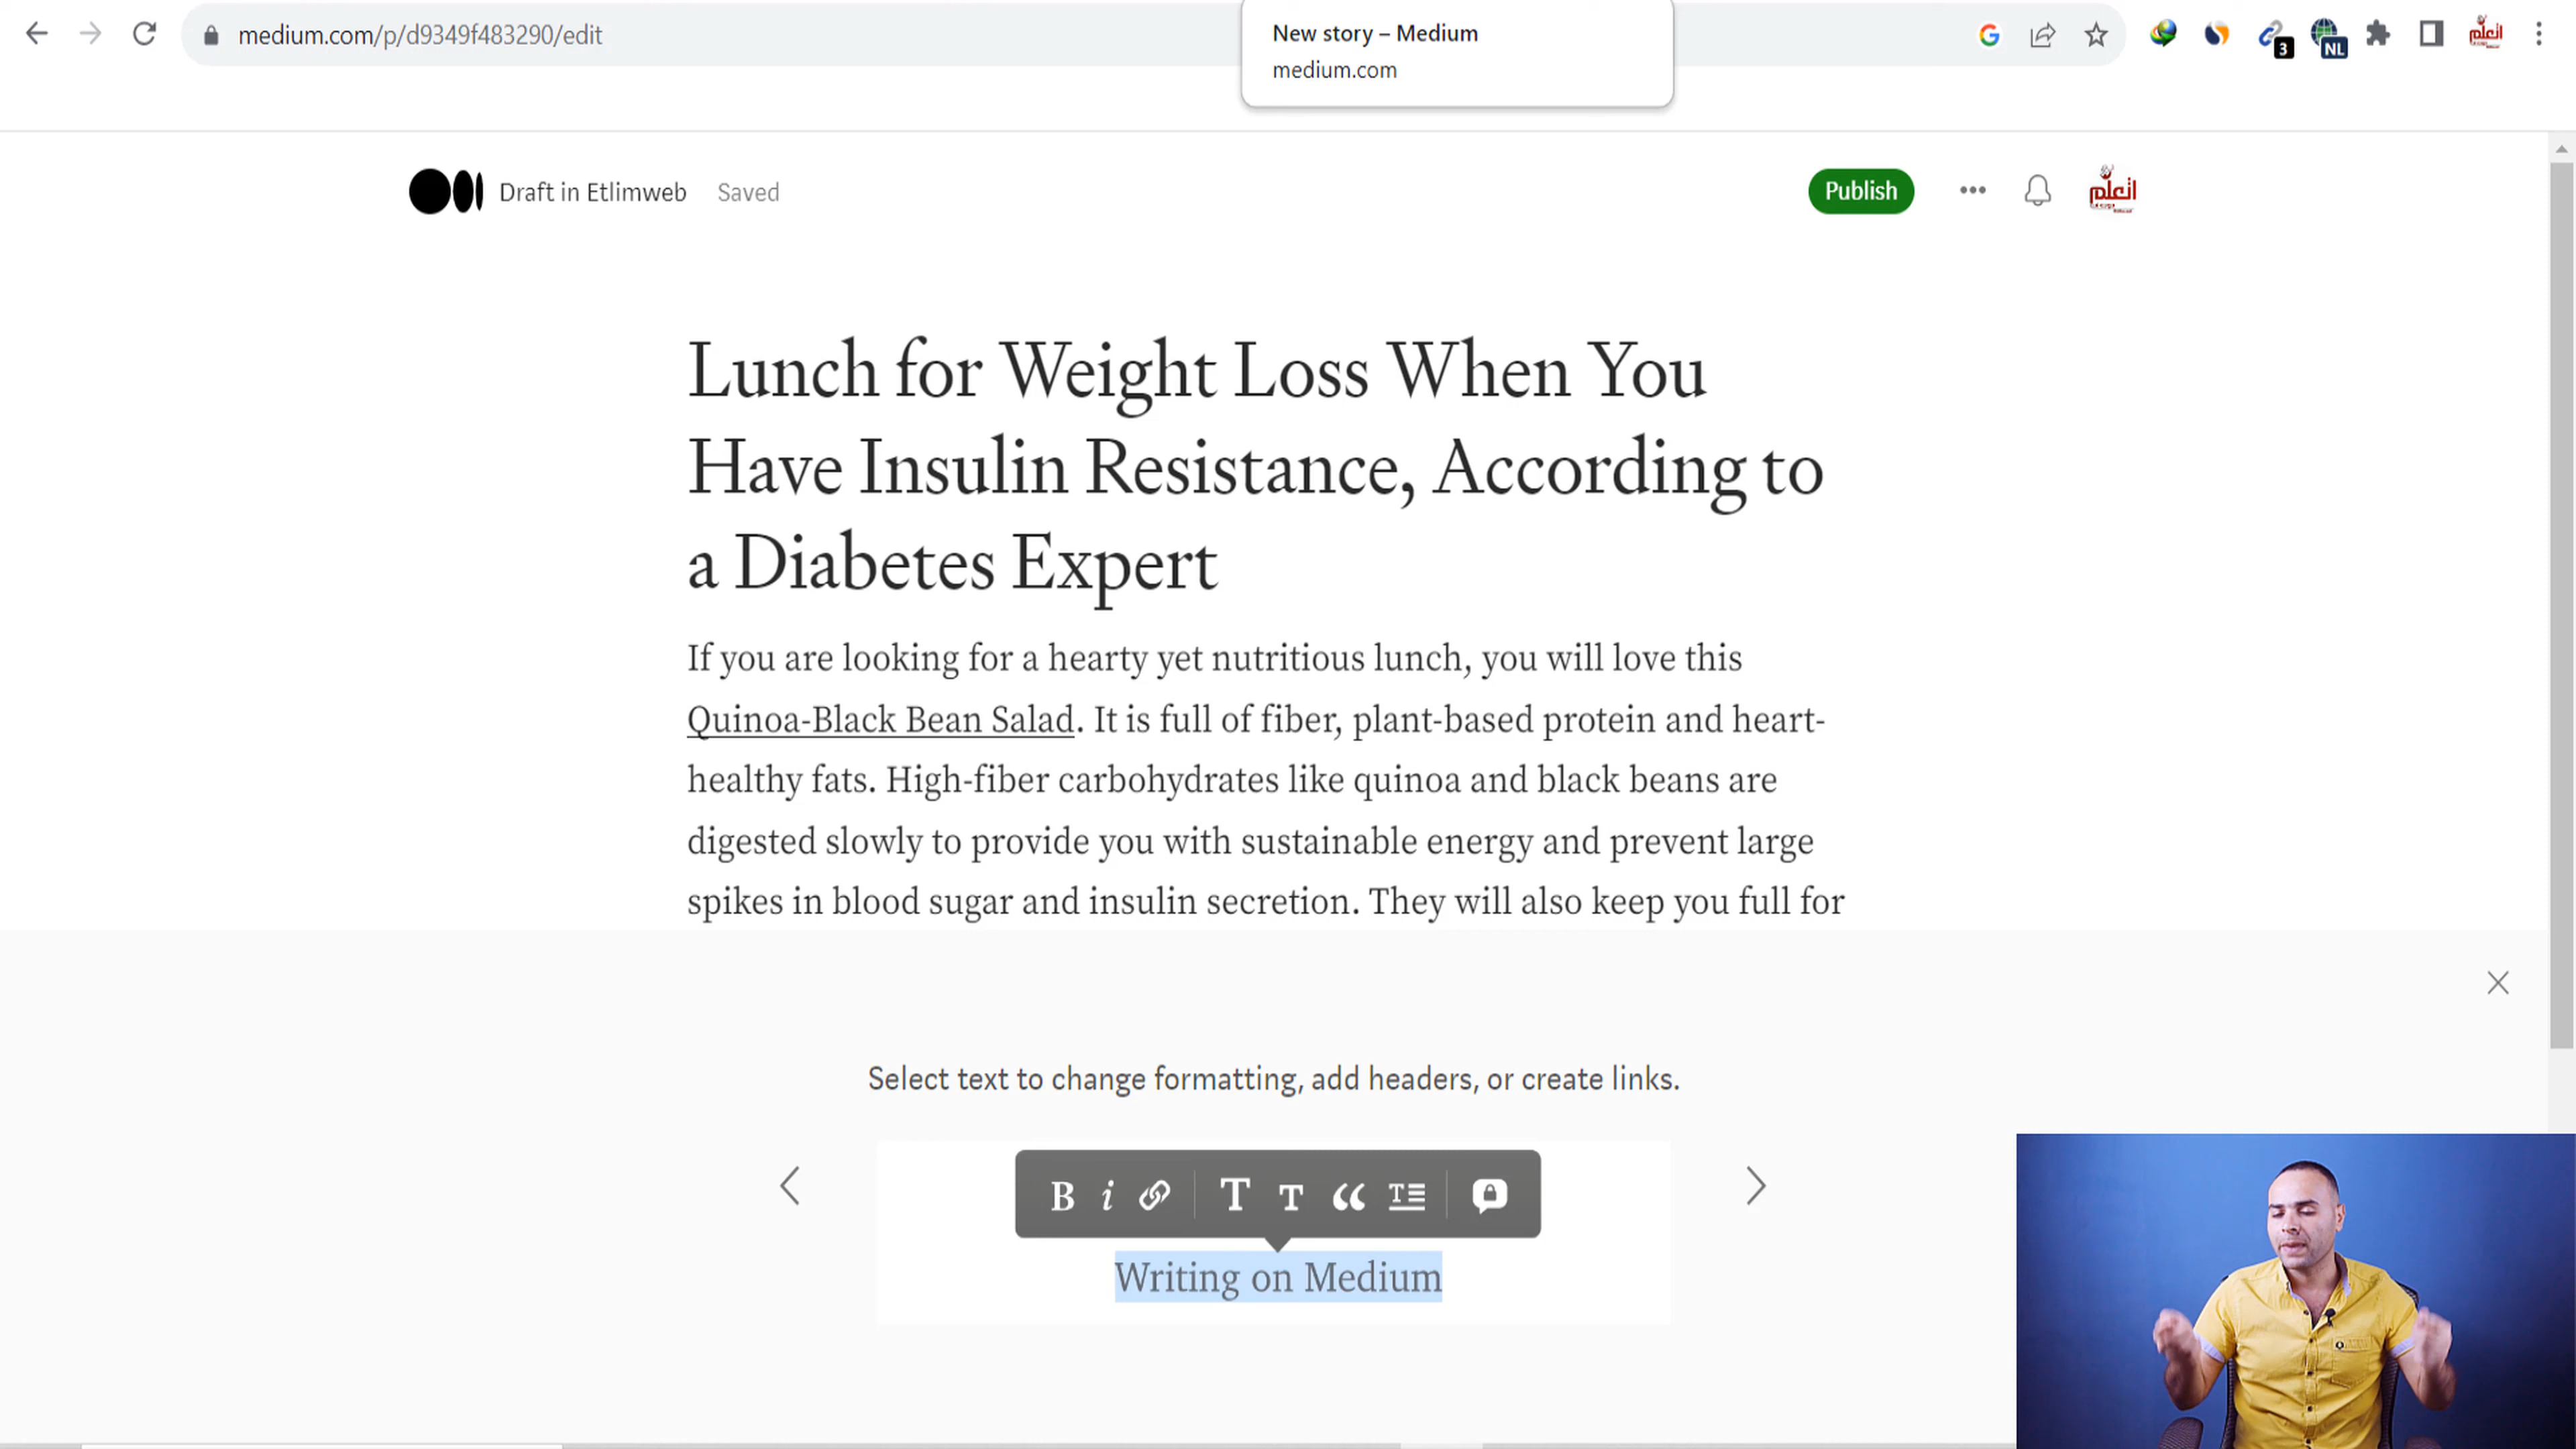 medium.com/p/d9349f483290/edit
New story – Medium
medium.com
3
NL
Draft in Etlimweb Saved
Publish
اتعلم
Lunch for Weight Loss When You
Have Insulin Resistance, According to
a Diabetes Expert
If you are looking for a hearty yet nutritious lunch, you will love this
Quinoa-Black Bean Salad. It is full of fiber, plant-based protein and heart-
healthy fats. High-fiber carbohydrates like quinoa and black beans are
digested slowly to provide you with sustainable energy and prevent large
spikes in blood sugar and insulin secretion. They will also keep you full for
Select text to change formatting, add headers, or create links.
B i T T
Writing on Medium